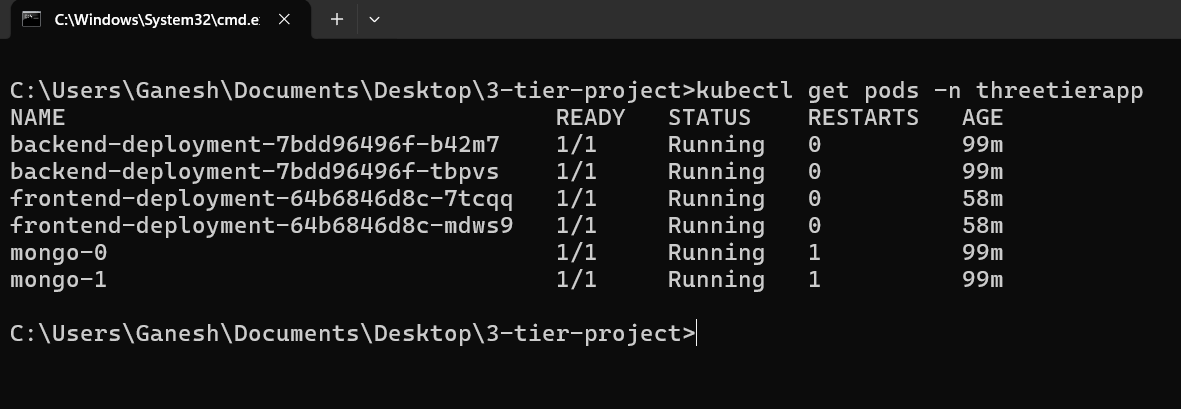 C:\Windows\System32\cmd.e
C:\Users\Ganesh\Documents\Desktop\3-tier-project>kubectl get pods -n threetierapp
NAME READY STATUS RESTARTS AGE
backend-deployment-7bdd96496f-b42m7 1/1 Running 0 99m
backend-deployment-7bdd96496f-tbpvs 1/1 Running 0 99m
frontend-deployment-64b6846d8c-7tcqq 1/1 Running 0 58m
frontend-deployment-64b6846d8c-mdws9 1/1 Running 0 58m
mongo-0 1/1 Running 1 99m
mongo-1 1/1 Running 1 99m
C:\Users\Ganesh\Documents\Desktop\3-tier-project>